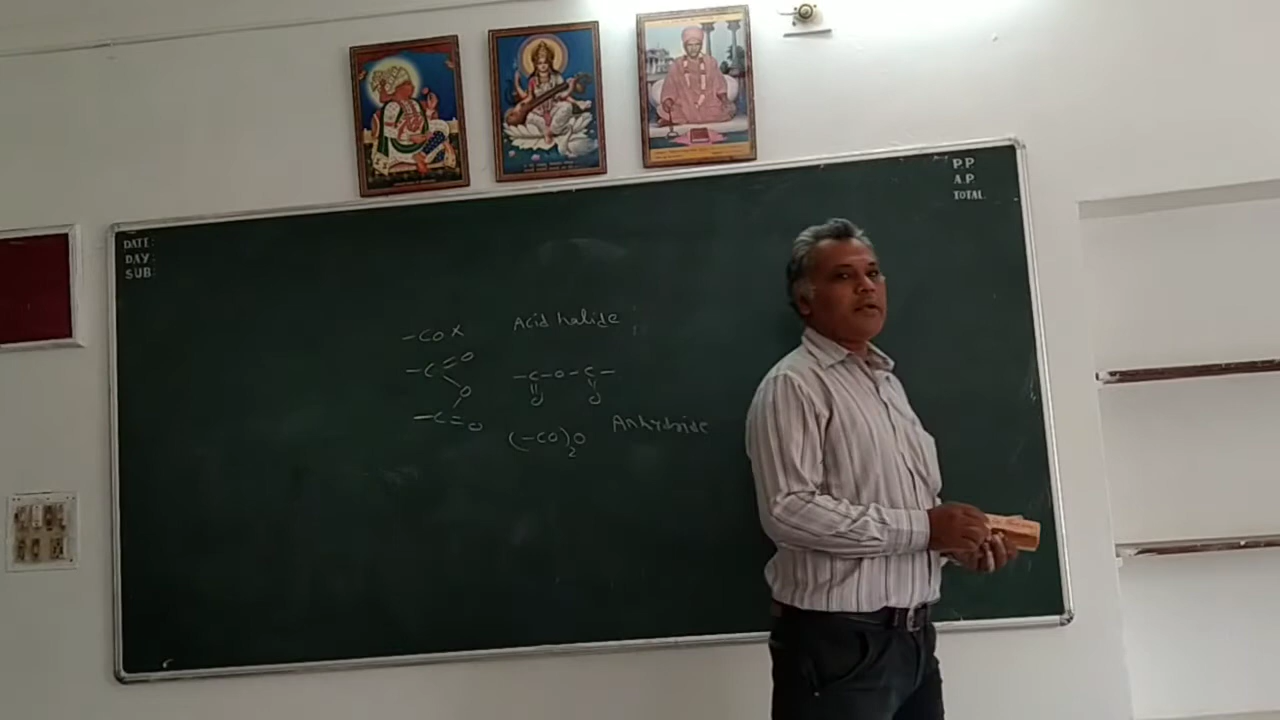 DATE:
DAY:
SUB:
P.P.
A.P.
TOTAL.
-COX Acid halide :
-C=O -C-O-C-
O O O
-C=O
(-CO)2O Anhydride